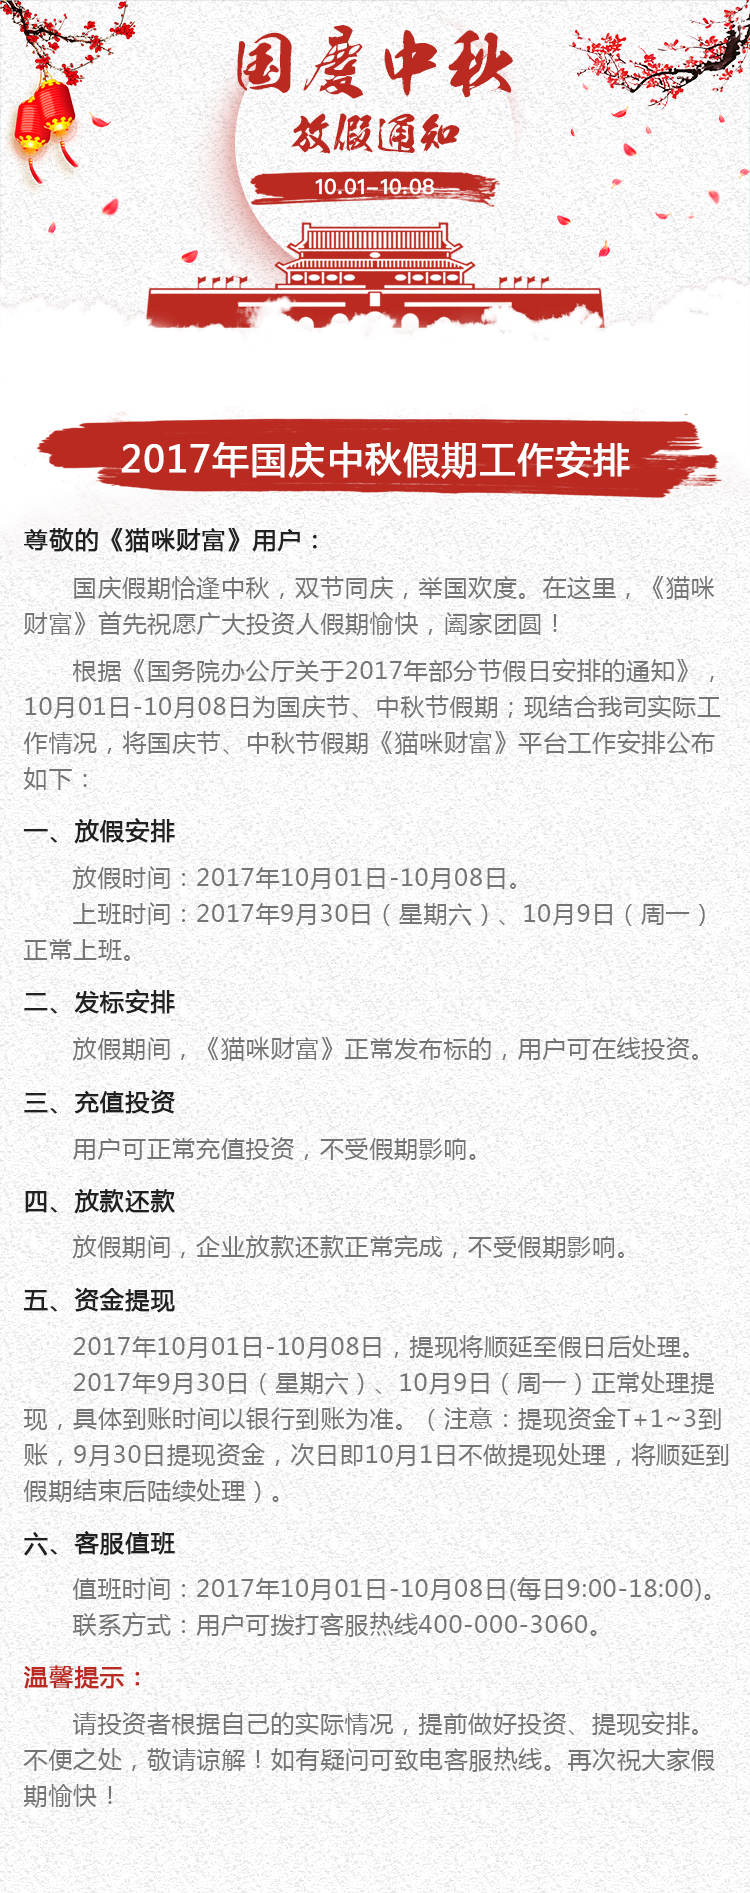 国度中秋
放假通知
10.01-10.08
2017年国庆中秋假期工作安排
尊敬的《猫咪财富》用户：
国庆假期恰逢中秋，双节同庆，举国欢度。在这里，《猫咪
财富》首先祝愿广大投资人假期愉快，阖家团圆！
根据《国务院办公厅关于2017年部分节假日安排的通知》，
10月01日-10月08日为国庆节、中秋节假期；现结合我司实际工
作情况，将国庆节、中秋节假期《猫咪财富》平台工作安排公布
如下：
一、放假安排
放假时间：2017年10月01日-10月08日。
上班时间：2017年9月30日（星期六）、10月9日（周一）
正常上班。
二、发标安排
放假期间，《猫咪财富》正常发布标的，用户可在线投资。
三、充值投资
用户可正常充值投资，不受假期影响。
四、放款还款
放假期间，企业放款还款正常完成，不受假期影响。
五、资金提现
2017年10月01日-10月08日，提现将顺延至假日后处理。
2017年9月30日（星期六）、10月9日（周一）正常处理提
现，具体到账时间以银行到账为准。（注意：提现资金T+1~3到
账，9月30日提现资金，次日即10月1日不做提现处理，将顺延到
假期结束后陆续处理）。
六、客服值班
值班时间：2017年10月01日-10月08日(每日9:00-18:00)。
联系方式：用户可拨打客服热线400-000-3060。
温馨提示：
请投资者根据自己的实际情况，提前做好投资、提现安排。
不便之处，敬请谅解！如有疑问可致电客服热线。再次祝大家假
期愉快！